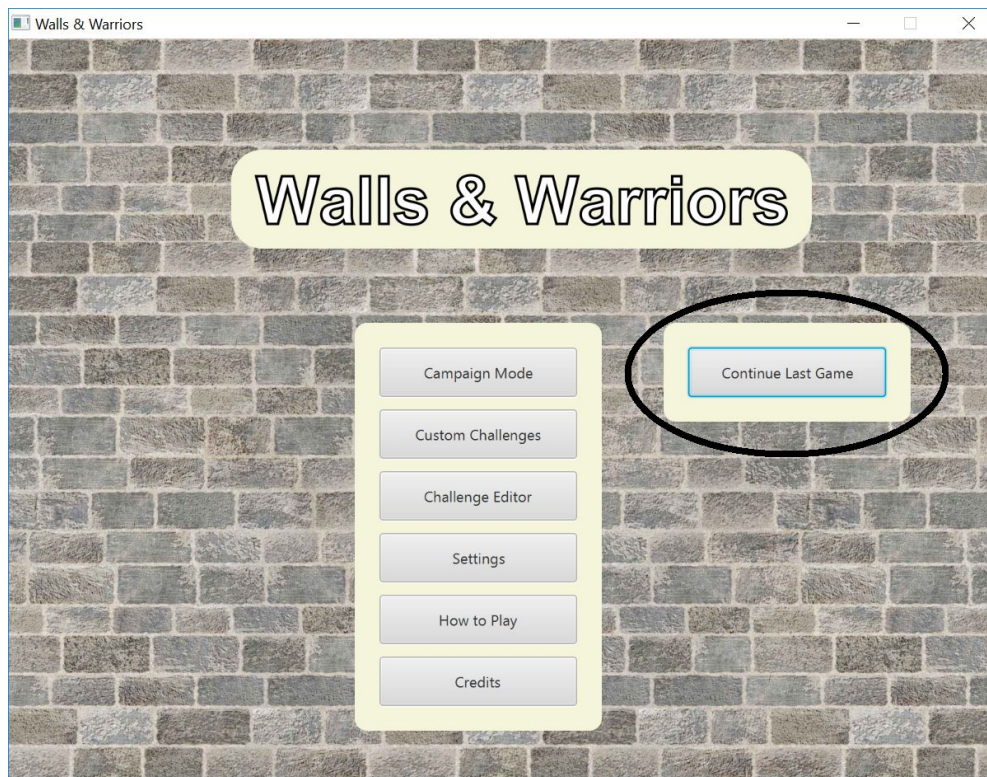 Walls & Warriors
Walls & Warriors
Campaign Mode
Continue Last Game
Custom Challenges
Challenge Editor
Settings
How to Play
Credits